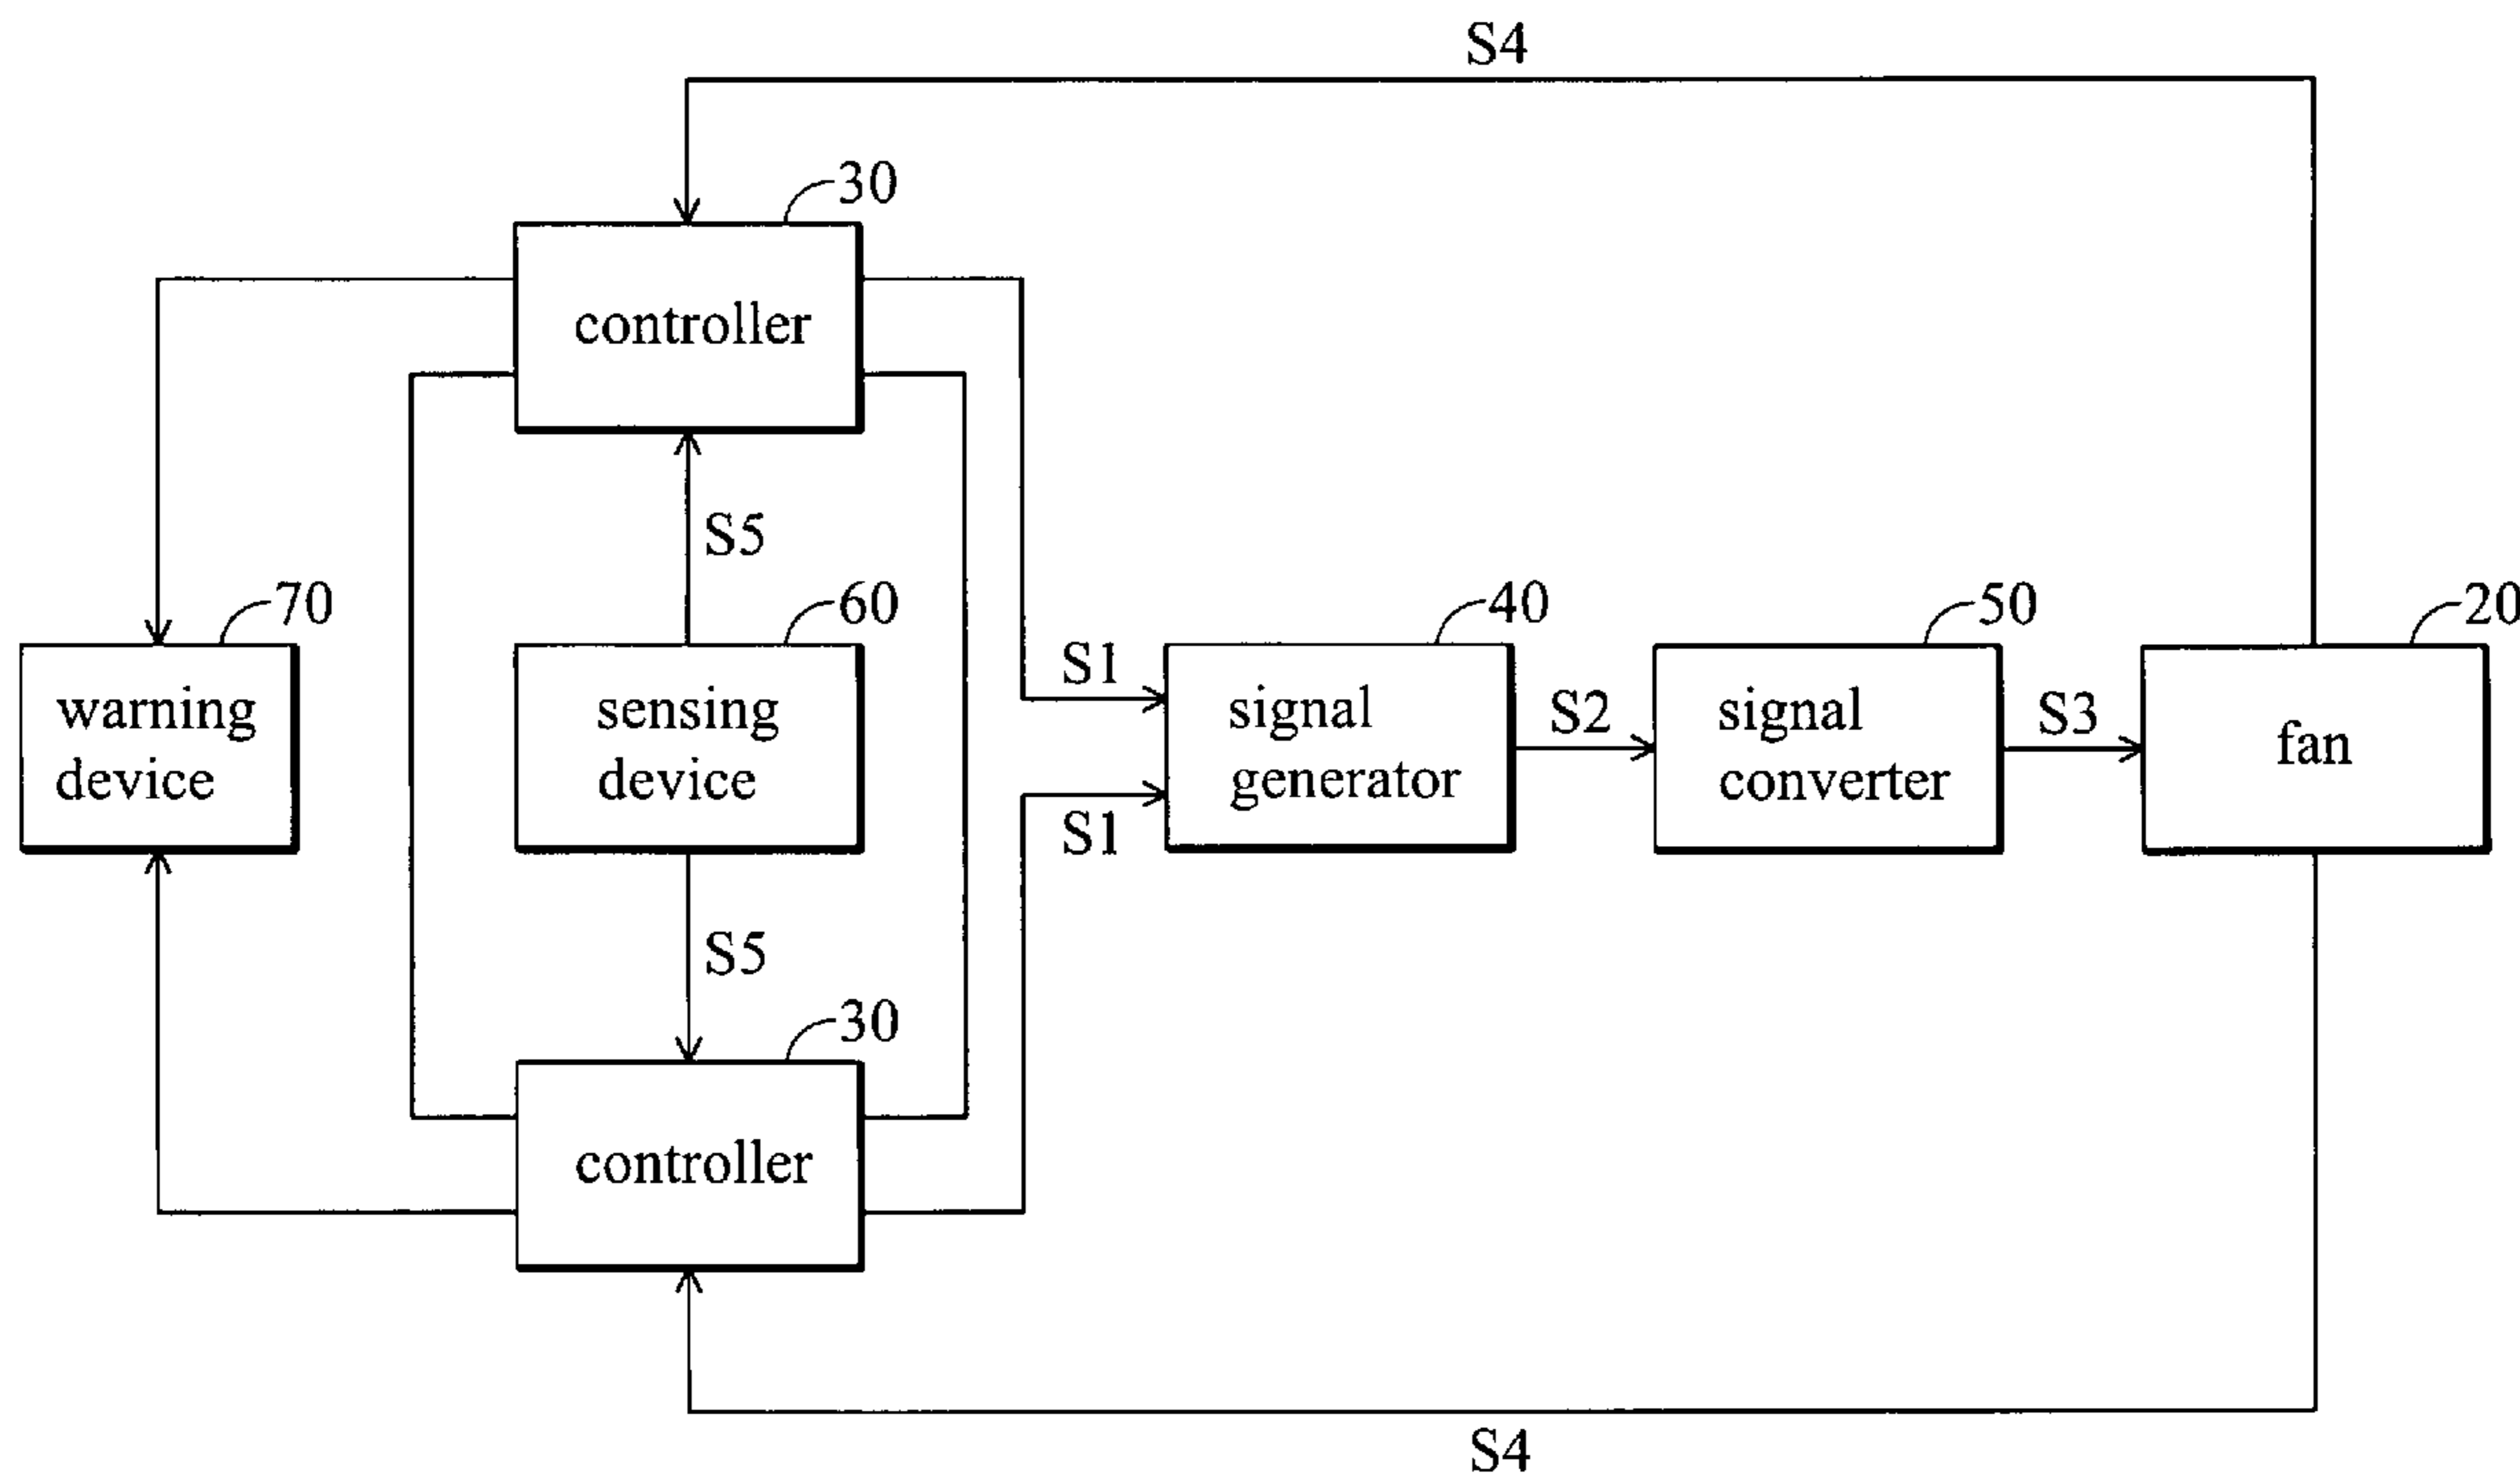 S4
30
controller
S5
70
60
40
50
20
warning
device
sensing
device
S1
S1
signal
generator
S2
signal
converter
S3
fan
S5
30
controller
S4